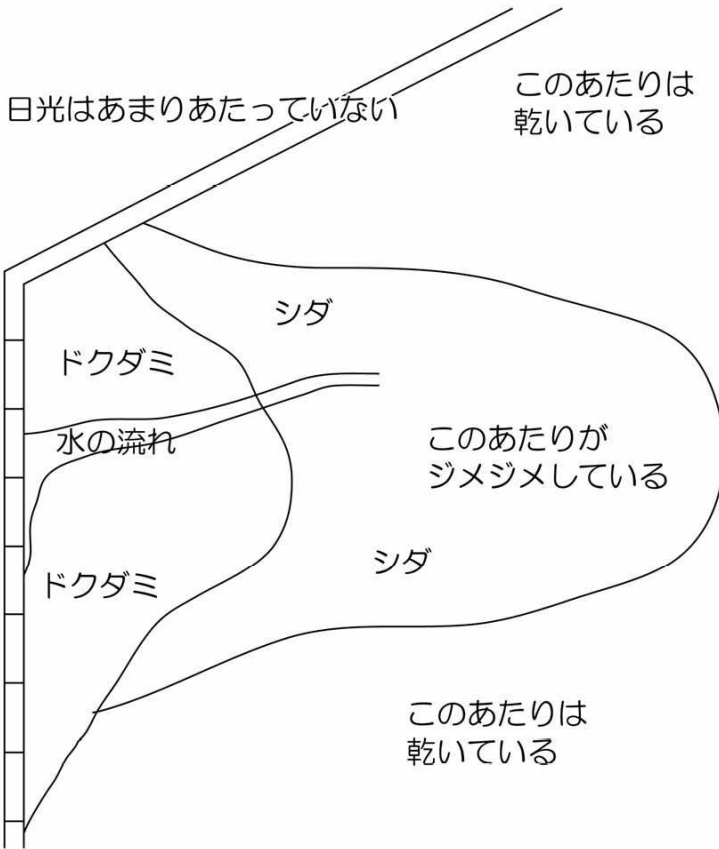 日光はあまりあたっていない
このあたりは
乾いている
シダ
ドクダミ
水の流れ
このあたりが
ジメジメしている
シダ
ドクダミ
このあたりは
乾いている